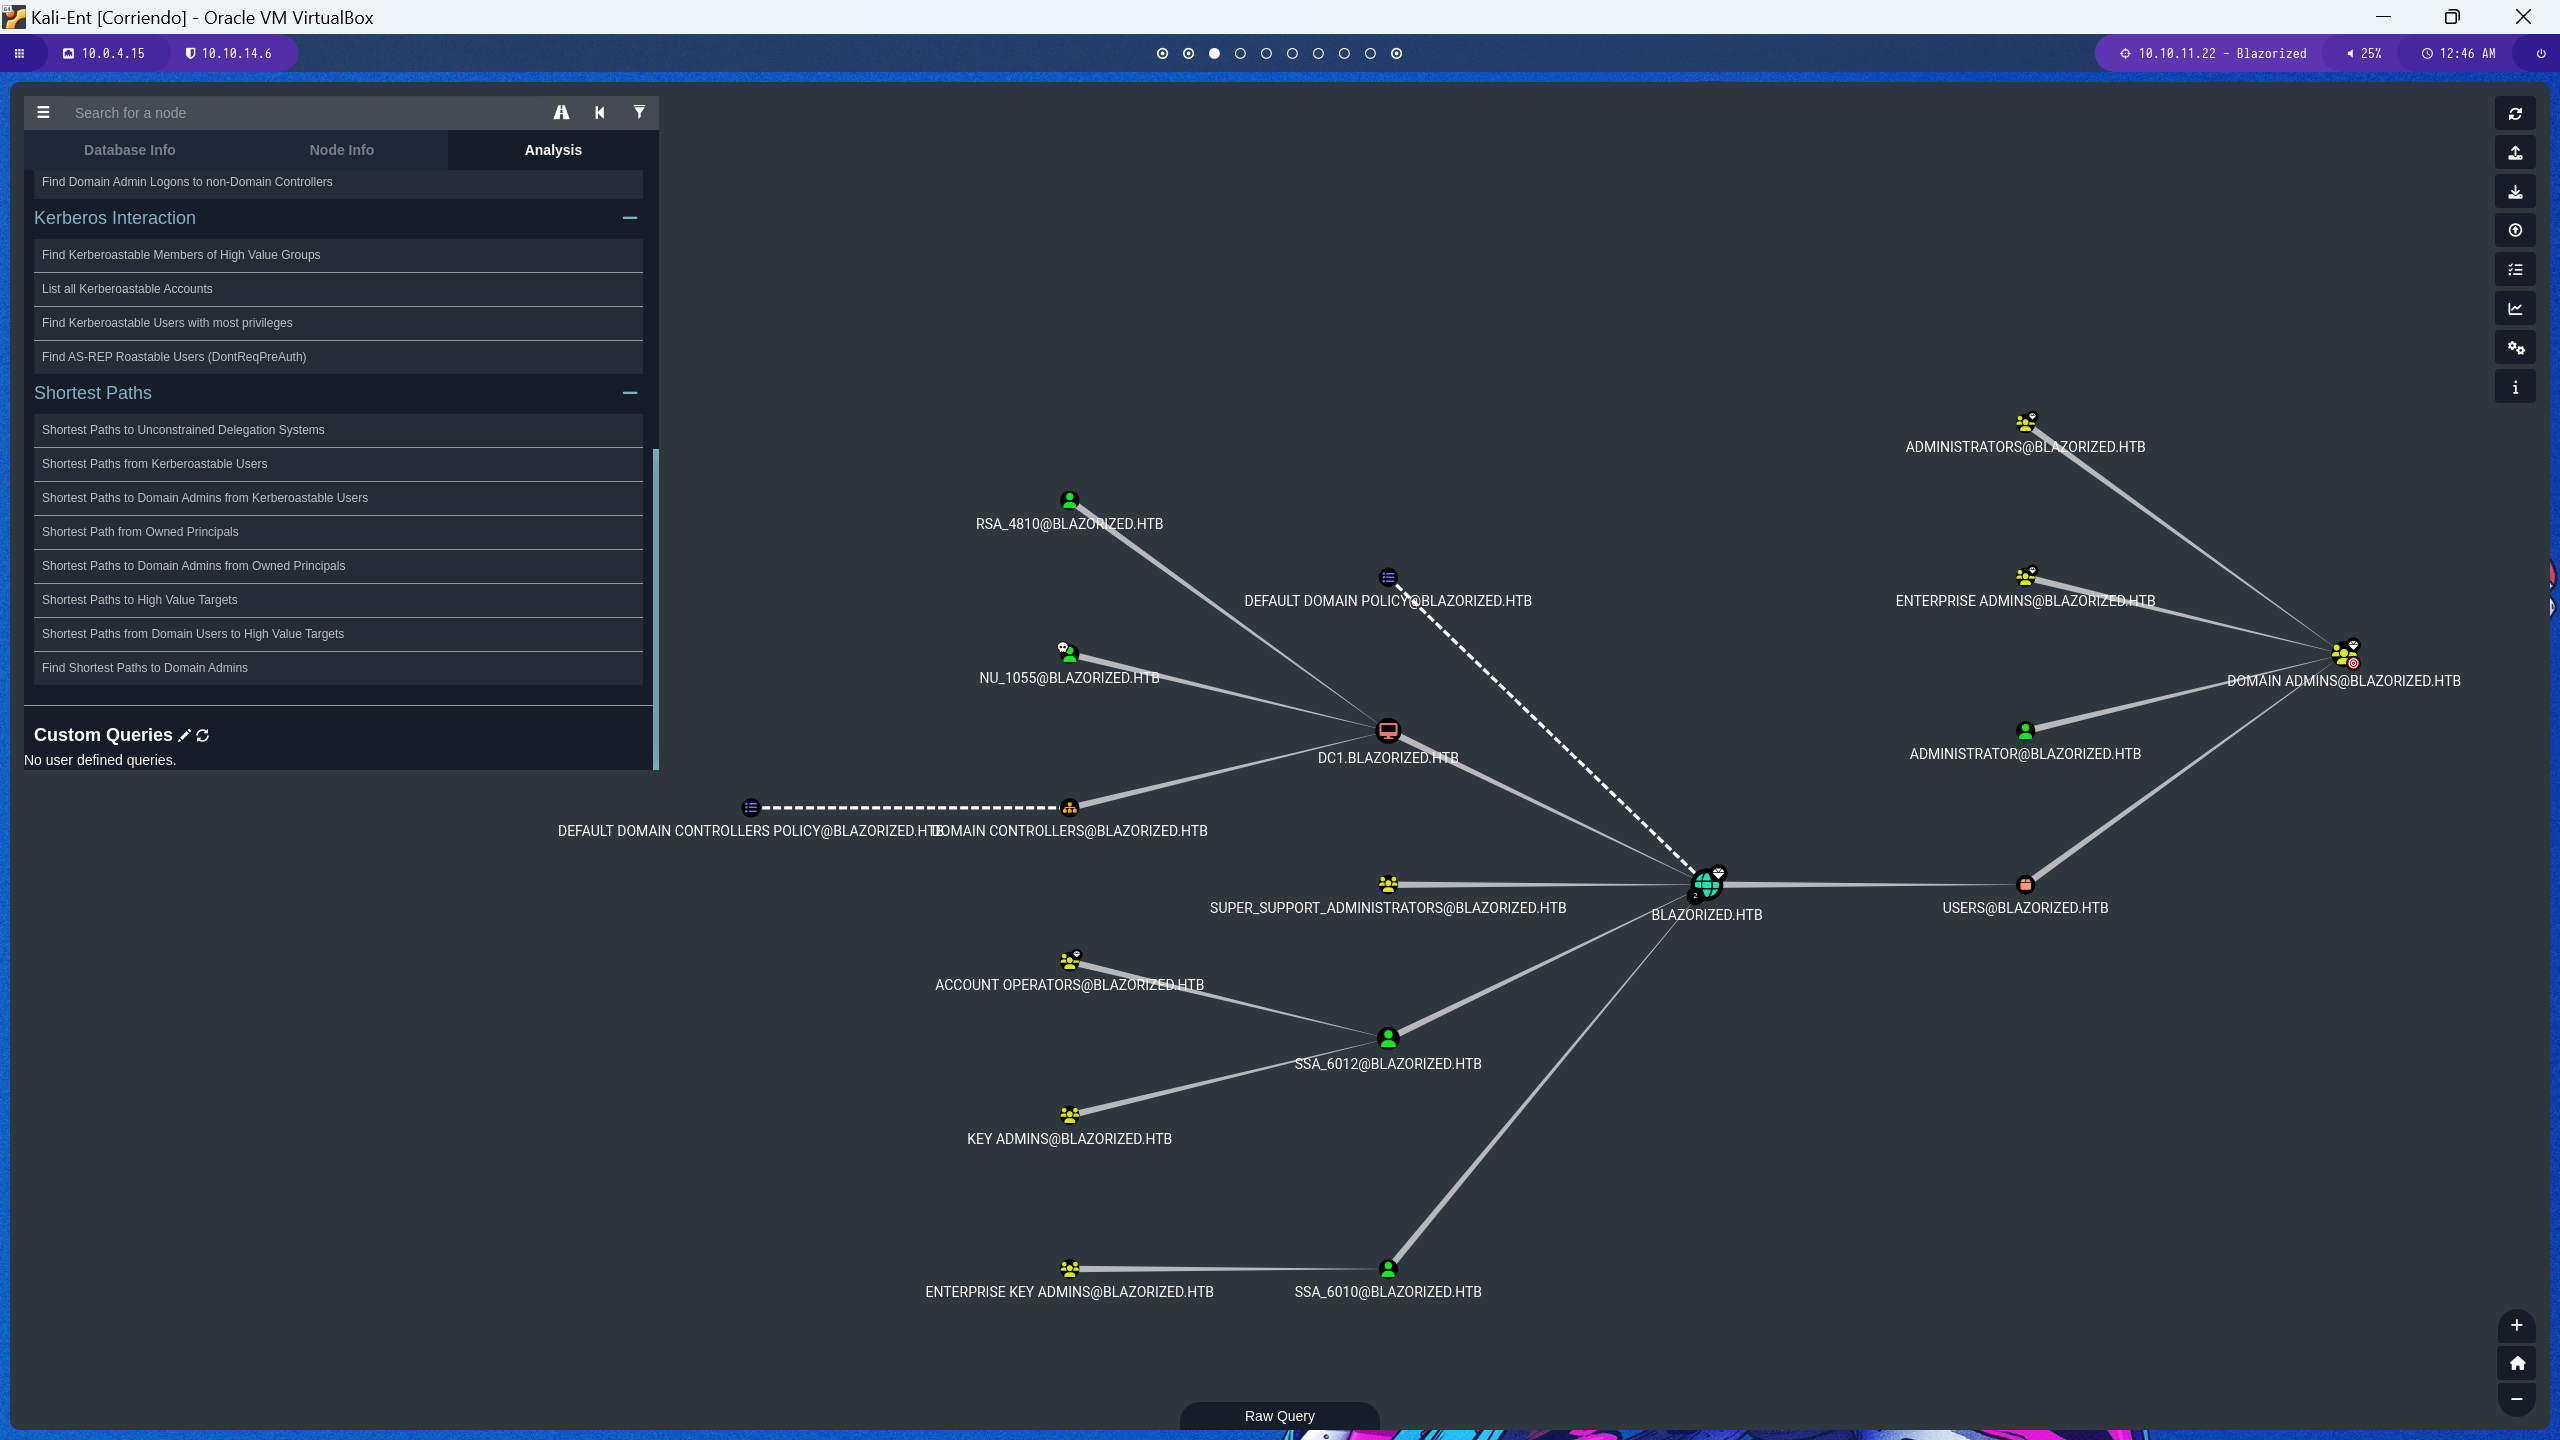 Kali-Ent [Corriendo] - Oracle VM VirtualBox
10.0.4.15
10.10.14.6
10.10.11.22 - Blazorized
25%
12:46 AM
Search for a node
Database Info
Node Info
Analysis
Find Domain Admin Logons to non-Domain Controllers
Kerberos Interaction
Find Kerberoastable Members of High Value Groups
List all Kerberoastable Accounts
Find Kerberoastable Users with most privileges
Find AS-REP Roastable Users (DontReqPreAuth)
Shortest Paths
Shortest Paths to Unconstrained Delegation Systems
Shortest Paths from Kerberoastable Users
Shortest Paths to Domain Admins from Kerberoastable Users
Shortest Path from Owned Principals
Shortest Paths to Domain Admins from Owned Principals
Shortest Paths to High Value Targets
Shortest Paths from Domain Users to High Value Targets
Find Shortest Paths to Domain Admins
Custom Queries
No user defined queries.
ADMINISTRATORS@BLAZORIZED.HTB
RSA_4810@BLAZORIZED.HTB
DEFAULT DOMAIN POLICY@BLAZORIZED.HTB
ENTERPRISE ADMINS@BLAZORIZED.HTB
NU_1055@BLAZORIZED.HTB
DOMAIN ADMINS@BLAZORIZED.HTB
DC1.BLAZORIZED.HTB
ADMINISTRATOR@BLAZORIZED.HTB
DEFAULT DOMAIN CONTROLLERS POLICY@BLAZORIZED.HTB
DOMAIN CONTROLLERS@BLAZORIZED.HTB
SUPER_SUPPORT_ADMINISTRATORS@BLAZORIZED.HTB
2
BLAZORIZED.HTB
USERS@BLAZORIZED.HTB
ACCOUNT OPERATORS@BLAZORIZED.HTB
SSA_6012@BLAZORIZED.HTB
KEY ADMINS@BLAZORIZED.HTB
ENTERPRISE KEY ADMINS@BLAZORIZED.HTB
SSA_6010@BLAZORIZED.HTB
Raw Query